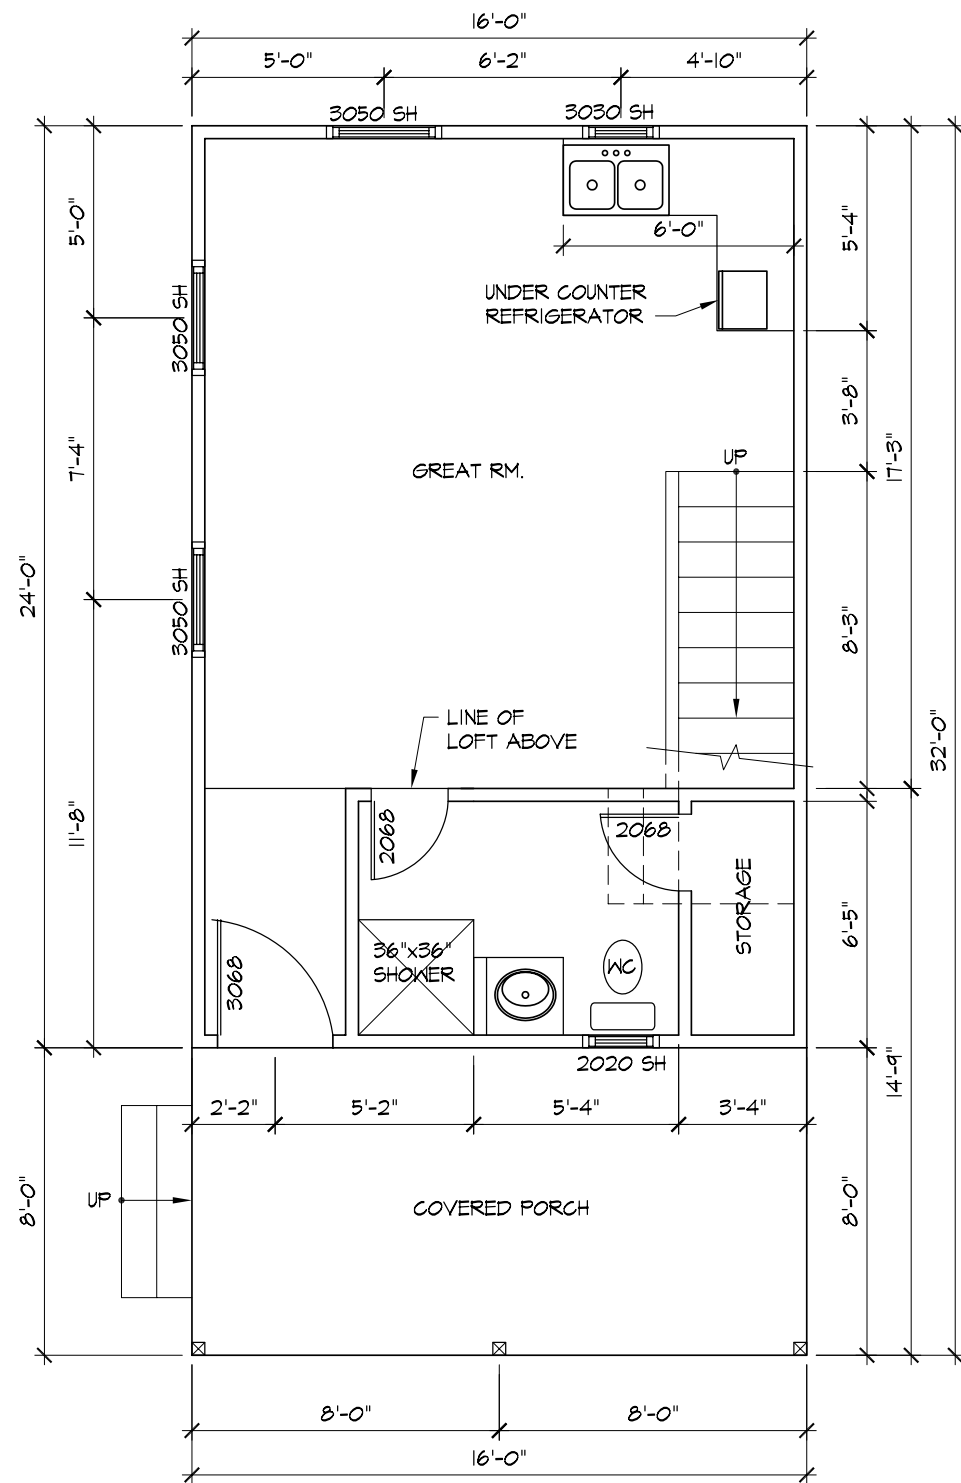 16'-0"
5'-0"
6'-2"
4'-10"
3050 SH
3030 SH
5'-0"
5'-4"
6'-0"
UNDER COUNTER
REFRIGERATOR
3050 SH
3'-8"
7'-4"
GREAT RM.
UP
17'-3"
24'-0"
3050 SH
8'-3"
LINE OF
LOFT ABOVE
32'-0"
11'-8"
2068
2068
STORAGE
6'-5"
36"x36"
SHOWER
WC
3068
2020 SH
14'-9"
2'-2"
5'-2"
5'-4"
3'-4"
8'-0"
UP
COVERED PORCH
8'-0"
8'-0"
8'-0"
16'-0"